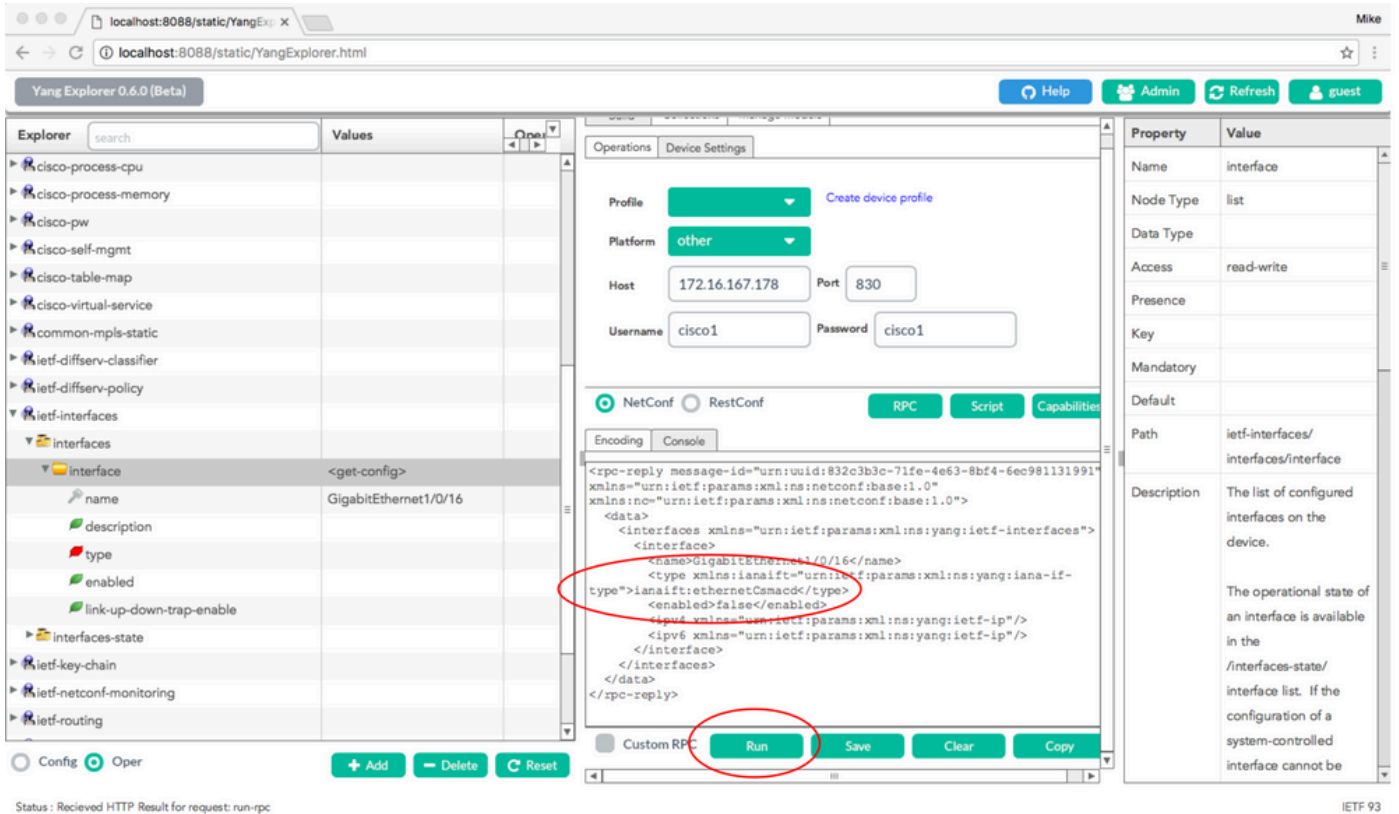 localhost:8088/static/YangExp
Mike
localhost:8088/static/YangExplorer.html
Yang Explorer 0.6.0 (Beta)
Help
Admin
Refresh
guest
Explorer
search
Values
cisco-process-cpu
cisco-process-memory
cisco-pw
cisco-self-mgmt
cisco-table-map
cisco-virtual-service
common-mpls-static
ietf-diffserv-classifier
ietf-diffserv-policy
ietf-interfaces
interfaces
interface <get-config>
name GigabitEthernet1/0/16
description
type
enabled
link-up-down-trap-enable
interfaces-state
ietf-key-chain
ietf-netconf-monitoring
ietf-routing
Config
Oper
Add
Delete
Reset
Operations
Device Settings
Profile
Create device profile
Platform other
Host 172.16.167.178 Port 830
Username cisco1 Password cisco1
NetConf
RestConf
RPC
Script
Capabilities
Encoding
Console
<rpc-reply message-id="urn:uuid:832c3b3c-71fe-4e63-8bf4-6ec981131991"
xmlns="urn:ietf:params:xml:ns:netconf:base:1.0"
xmlns:nc="urn:ietf:params:xml:ns:netconf:base:1.0">
<data>
<interfaces xmlns="urn:ietf:params:xml:ns:yang:ietf-interfaces">
<interface>
<name>GigabitEthernet1/0/16</name>
<type xmlns:ianaift="urn:ietf:params:xml:ns:yang:iana-if-
type">ianaift:ethernetCsmacd</type>
<enabled>false</enabled>
<ipv4 xmlns="urn:ietf:params:xml:ns:yang:ietf-ip"/>
<ipv6 xmlns="urn:ietf:params:xml:ns:yang:ietf-ip"/>
</interface>
</interfaces>
</data>
</rpc-reply>
Custom RPC
Run
Save
Clear
Copy
Property Value
Name interface
Node Type list
Data Type
Access read-write
Presence
Key
Mandatory
Default
Path ietf-interfaces/
interfaces/interface
Description The list of configured
interfaces on the
device.
The operational state of
an interface is available
in the
/interfaces-state/
interface list. If the
configuration of a
system-controlled
interface cannot be
Status : Recieved HTTP Result for request: run-rpc
IETF 93